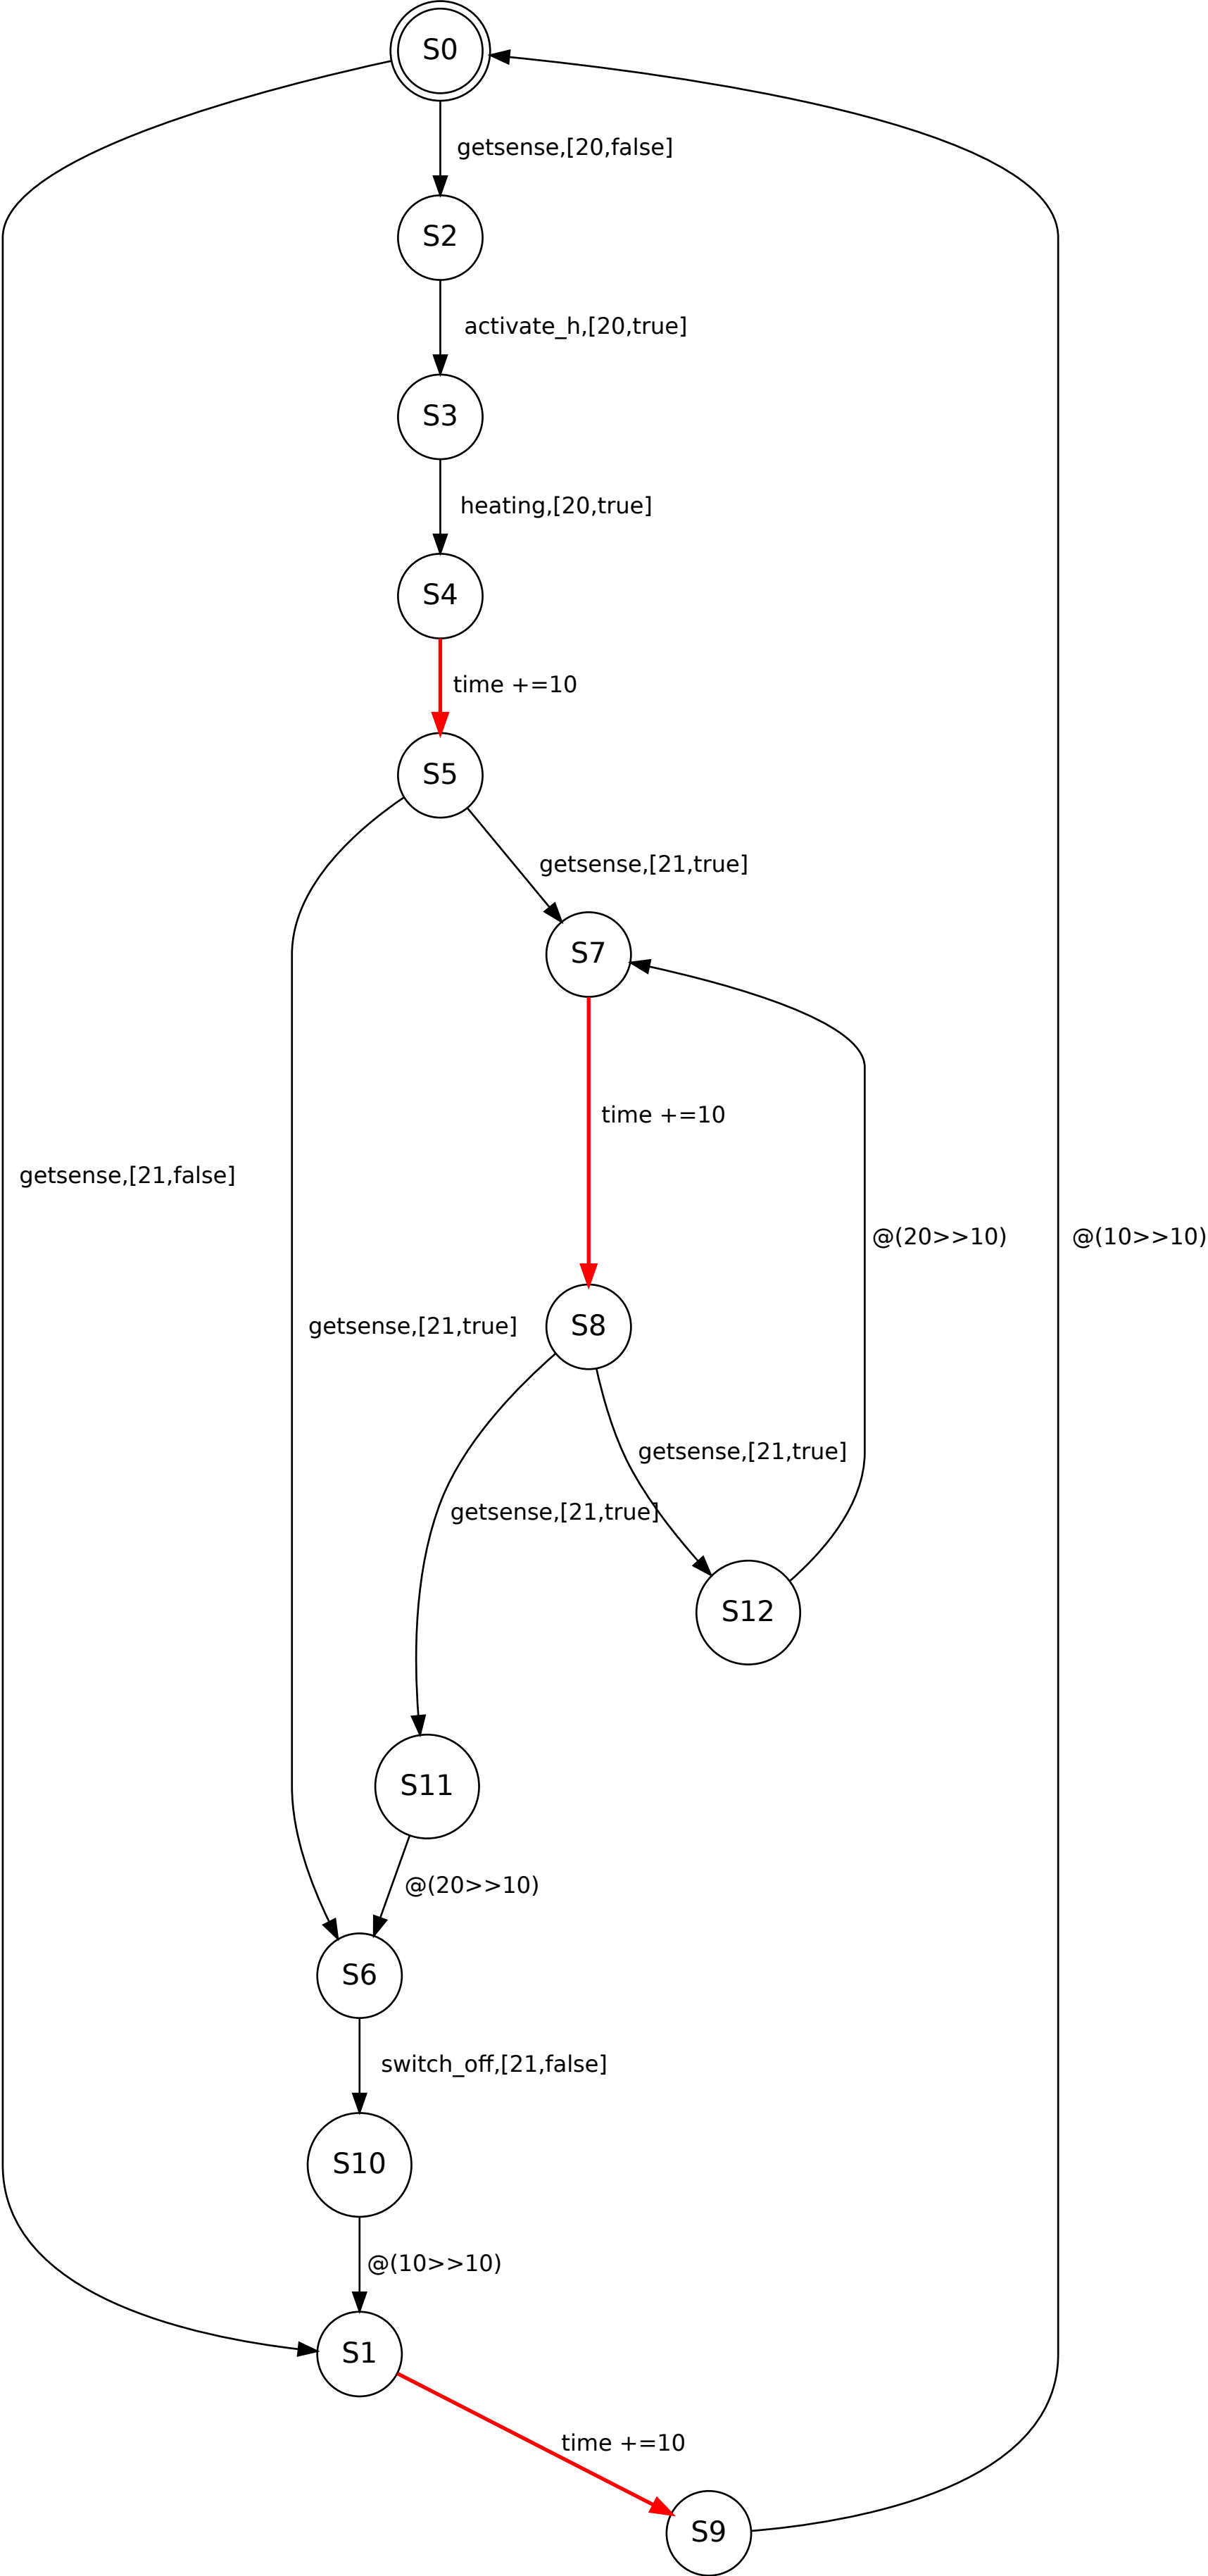 S0
getsense,[20,false]
S2
activate_h,[20,true]
S3
heating,[20,true]
S4
time +=10
S5
getsense,[21,true]
S7
time +=10
getsense,[21,false]
@(20>>10)
@(10>>10)
getsense,[21,true]
S8
getsense,[21,true]
getsense,[21,true]
S12
S11
@(20>>10)
S6
switch_off,[21,false]
S10
@(10>>10)
S1
time +=10
S9